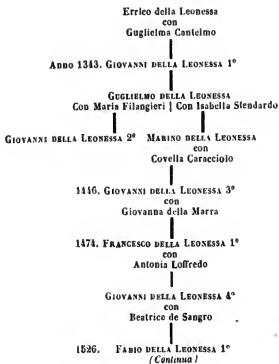 Errico della Leonessa
con
Guglielma Cantelmo
Anno 1343. Giovanni della Leonessa 1°
Guglielmo della Leonessa
Con Maria Filangieri | Con Isabella Stendardo
Giovanni della Leonessa 2° Marino della Leonessa
con
Covella Caracciolo
1446. Giovanni della Leonessa 3°
con
Giovanna della Marra
1474. Francesco della Leonessa 1°
con
Antonia Loffredo
Giovanni della Leonessa 4°
con
Beatrice de Sangro
1526. Fabio della Leonessa 1°
(Continua)